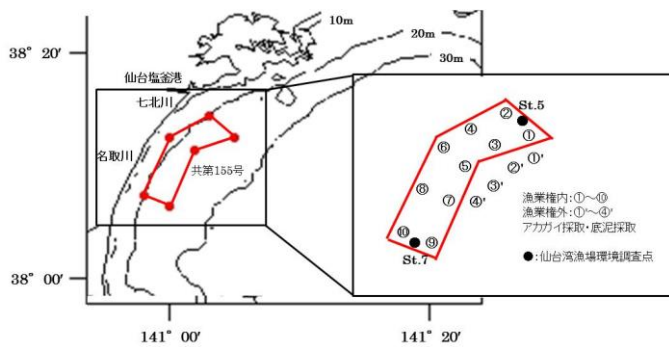 10m
38° 20′
20m
30m
仙台塩釜港
七北川
名取川
共第155号
38° 00′
141° 00′
141° 20′
St.5
②
①
④
③
⑥
②'
①'
⑤
③'
⑧
⑦
④'
⑩
⑨
St.7
漁業権内:①~⑩
漁業権外:①'~④'
アカガイ採取・底泥採取
●:仙台湾漁場環境調査点